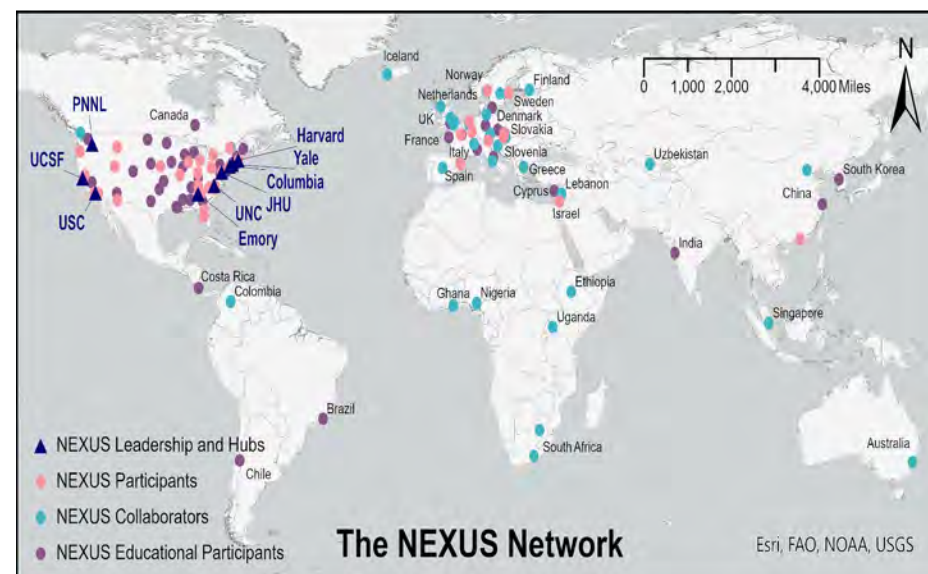 Iceland
N
Norway
Finland
0
1,000
2,000
4,000 Miles
PNNL
Canada
Netherlands
Sweden
Denmark
Harvard
UK
Slovakia
Yale
UCSF
France
Columbia
Italy
Slovenia
Uzbekistan
South Korea
Spain
Greece
China
JHU
Cyprus
Lebanon
USC
UNC
Israel
Emory
India
Costa Rica
Colombia
Ghana
Nigeria
Ethiopia
Singapore
Uganda
Brazil
NEXUS Leadership and Hubs
South Africa
Australia
NEXUS Participants
Chile
NEXUS Collaborators
NEXUS Educational Participants
The NEXUS Network
Esri, FAO, NOAA, USGS